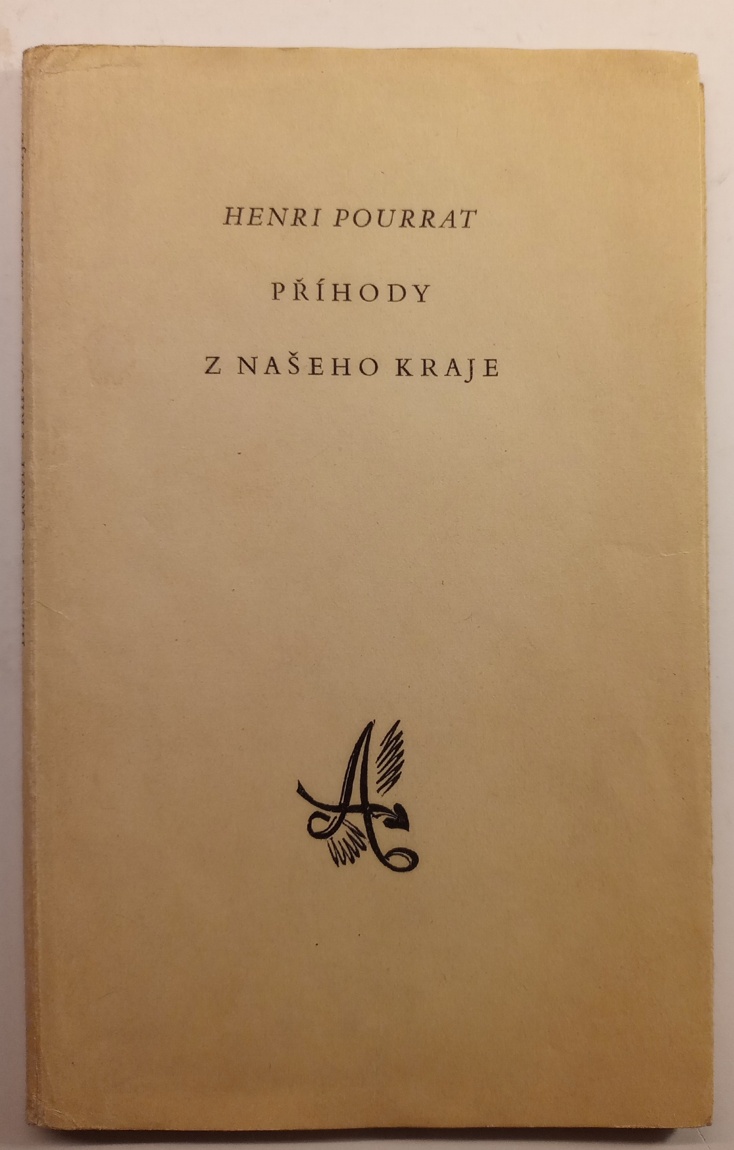 HENRI POURRAT
PŘÍHODY
Z NAŠEHO KRAJE
A